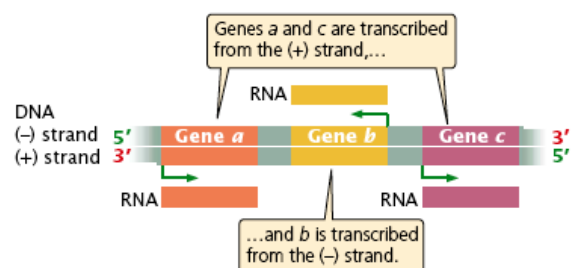 Genes a and c are transcribed
from the (+) strand,...
RNA
DNA
(–) strand 5′ Gene a Gene b Gene c 3′
(+) strand 3′ 5′
RNA RNA
...and b is transcribed
from the (–) strand.